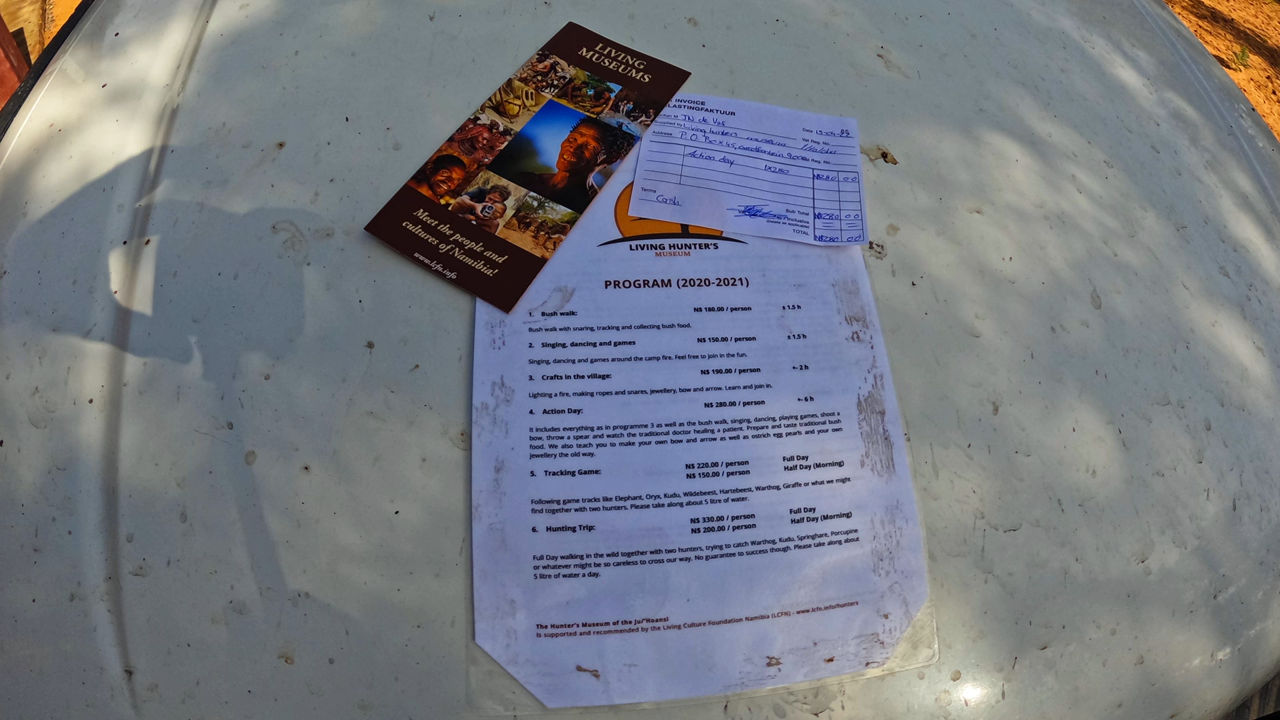 LIVING
MUSEUMS
Meet the people and
cultures of Namibia!
www.lcfn.info
INVOICE
LASTINGFAKTUUR
Date
Living hunters museum
Address P.O. Box
Action day 1x280 N$280 00
Terms
Cash
Sub Total N$280 00
TOTAL N$280 00
LIVING HUNTER'S
MUSEUM
PROGRAM (2020-2021)
1. Bush walk: N$ 180.00 / person ± 1.5 h
Bush walk with snaring, tracking and collecting bush food.
2. Singing, dancing and games N$ 150.00 / person ± 1.5 h
Singing, dancing and games around the camp fire. Feel free to join in the fun.
3. Crafts in the village: N$ 190.00 / person +- 2 h
Lighting a fire, making ropes and snares, jewellery, bow and arrow. Learn and join in.
4. Action Day: N$ 280.00 / person +- 6 h
It includes everything as in programme 3 as well as the bush walk, singing, dancing, playing games, shoot a
bow, throw a spear and watch the traditional doctor healing a patient. Prepare and taste traditional bush
food. We also teach you to make your own bow and arrow as well as ostrich egg pearls and your own
jewellery the old way.
5. Tracking Game: N$ 220.00 / person Full Day
N$ 150.00 / person Half Day (Morning)
Following game tracks like Elephant, Oryx, Kudu, Wildebeest, Hartebeest, Warthog, Giraffe or what we might
find together with two hunters. Please take along about 5 litre of water.
6. Hunting Trip: N$ 330.00 / person Full Day
N$ 200.00 / person Half Day (Morning)
Full Day walking in the wild together with two hunters, trying to catch Warthog, Kudu, Springhare, Porcupine
or whatever might be so careless to cross our way. No guarantee to success though. Please take along about
5 litre of water a day.
The Hunter's Museum of the Ju/'Hoansi
is supported and recommended by the Living Culture Foundation Namibia (LCFN) - www.lcfn.info/hunters